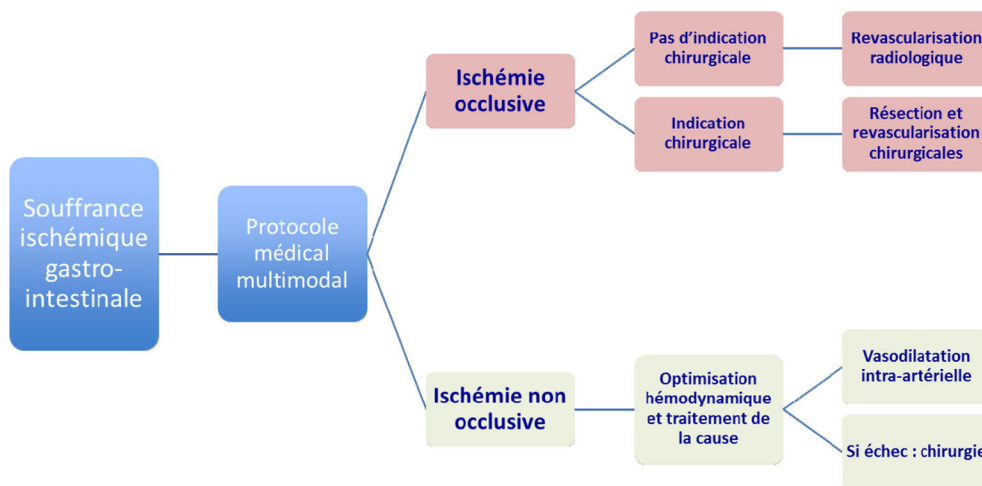 Souffrance
ischémique
gastro-
intestinale
Protocole
médical
multimodal
Ischémie
occlusive
Pas d'indication
chirurgicale
Revascularisation
radiologique
Indication
chirurgicale
Résection et
revascularisation
chirurgicales
Ischémie non
occlusive
Optimisation
hémodynamique
et traitement de
la cause
Vasodilatation
intra-artérielle
Si échec : chirurgie